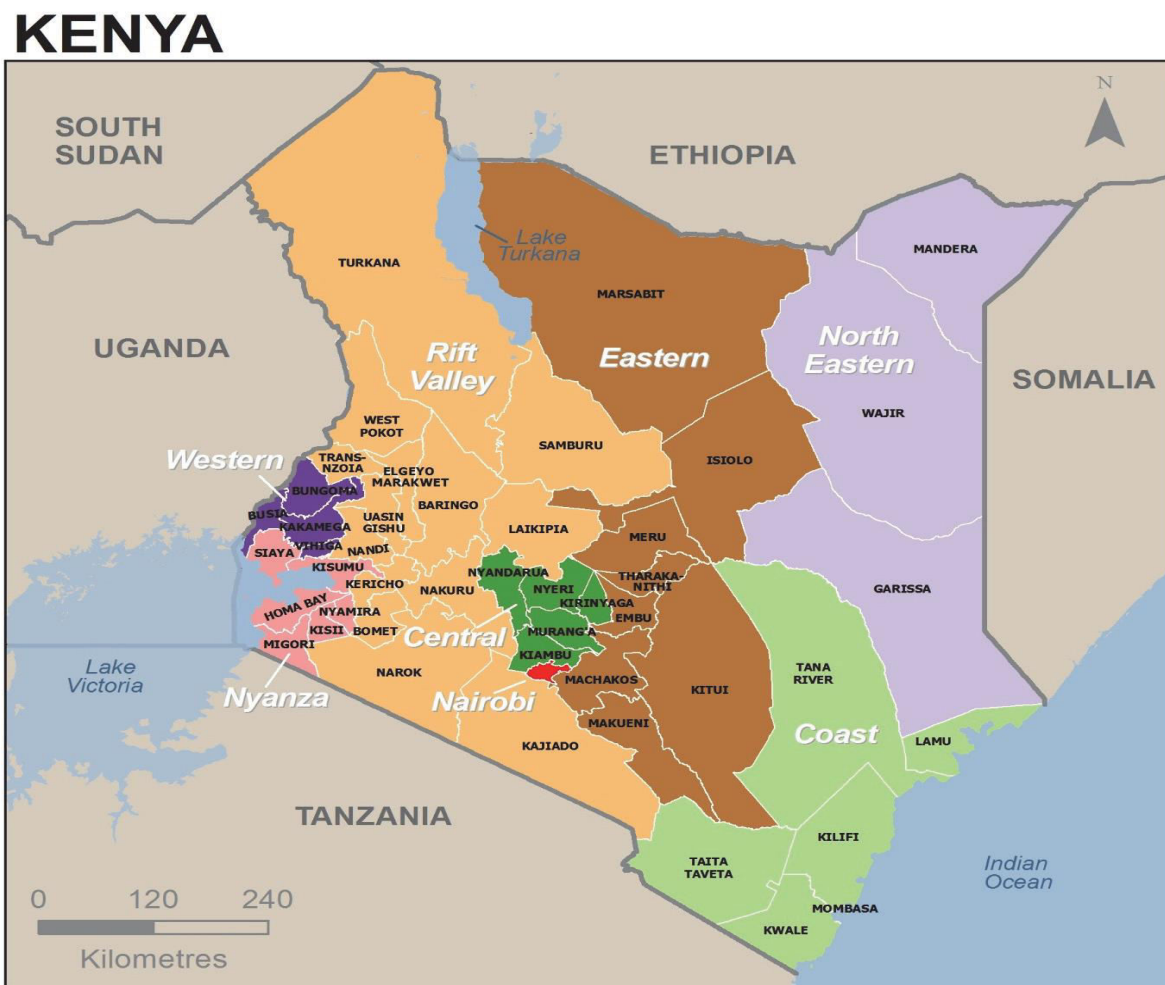 KENYA
N
SOUTH
SUDAN
ETHIOPIA
Lake
Turkana
MANDERA
TURKANA
MARSABIT
UGANDA
Rift
Valley
Eastern
North
Eastern
SOMALIA
WAJIR
WEST
POKOT
SAMBURU
ISIOLO
Western
TRANS-
NZOIA
ELGEYO
MARAKWET
BUNGOMA
BARINGO
BUSIA
KAKAMEGA
UASIN
GISHU
LAIKIPIA
MERU
VIHIGA
NANDI
SIAYA
KISUMU
KERICHO
NYANDARUA
NAKURU
NYERI
THARAKA-
NITHI
GARISSA
KIRINYAGA
HOMA BAY
NYAMIRA
EMBU
KISII
BOMET
Central
MURANG'A
MIGORI
KIAMBU
Lake
Victoria
NAROK
MACHAKOS
KITUI
TANA
RIVER
Nyanza
Nairobi
MAKUENI
Coast
LAMU
KAJIADO
TANZANIA
KILIFI
TAITA
TAVETA
Indian
Ocean
MOMBASA
KWALE
0 120 240
Kilometres